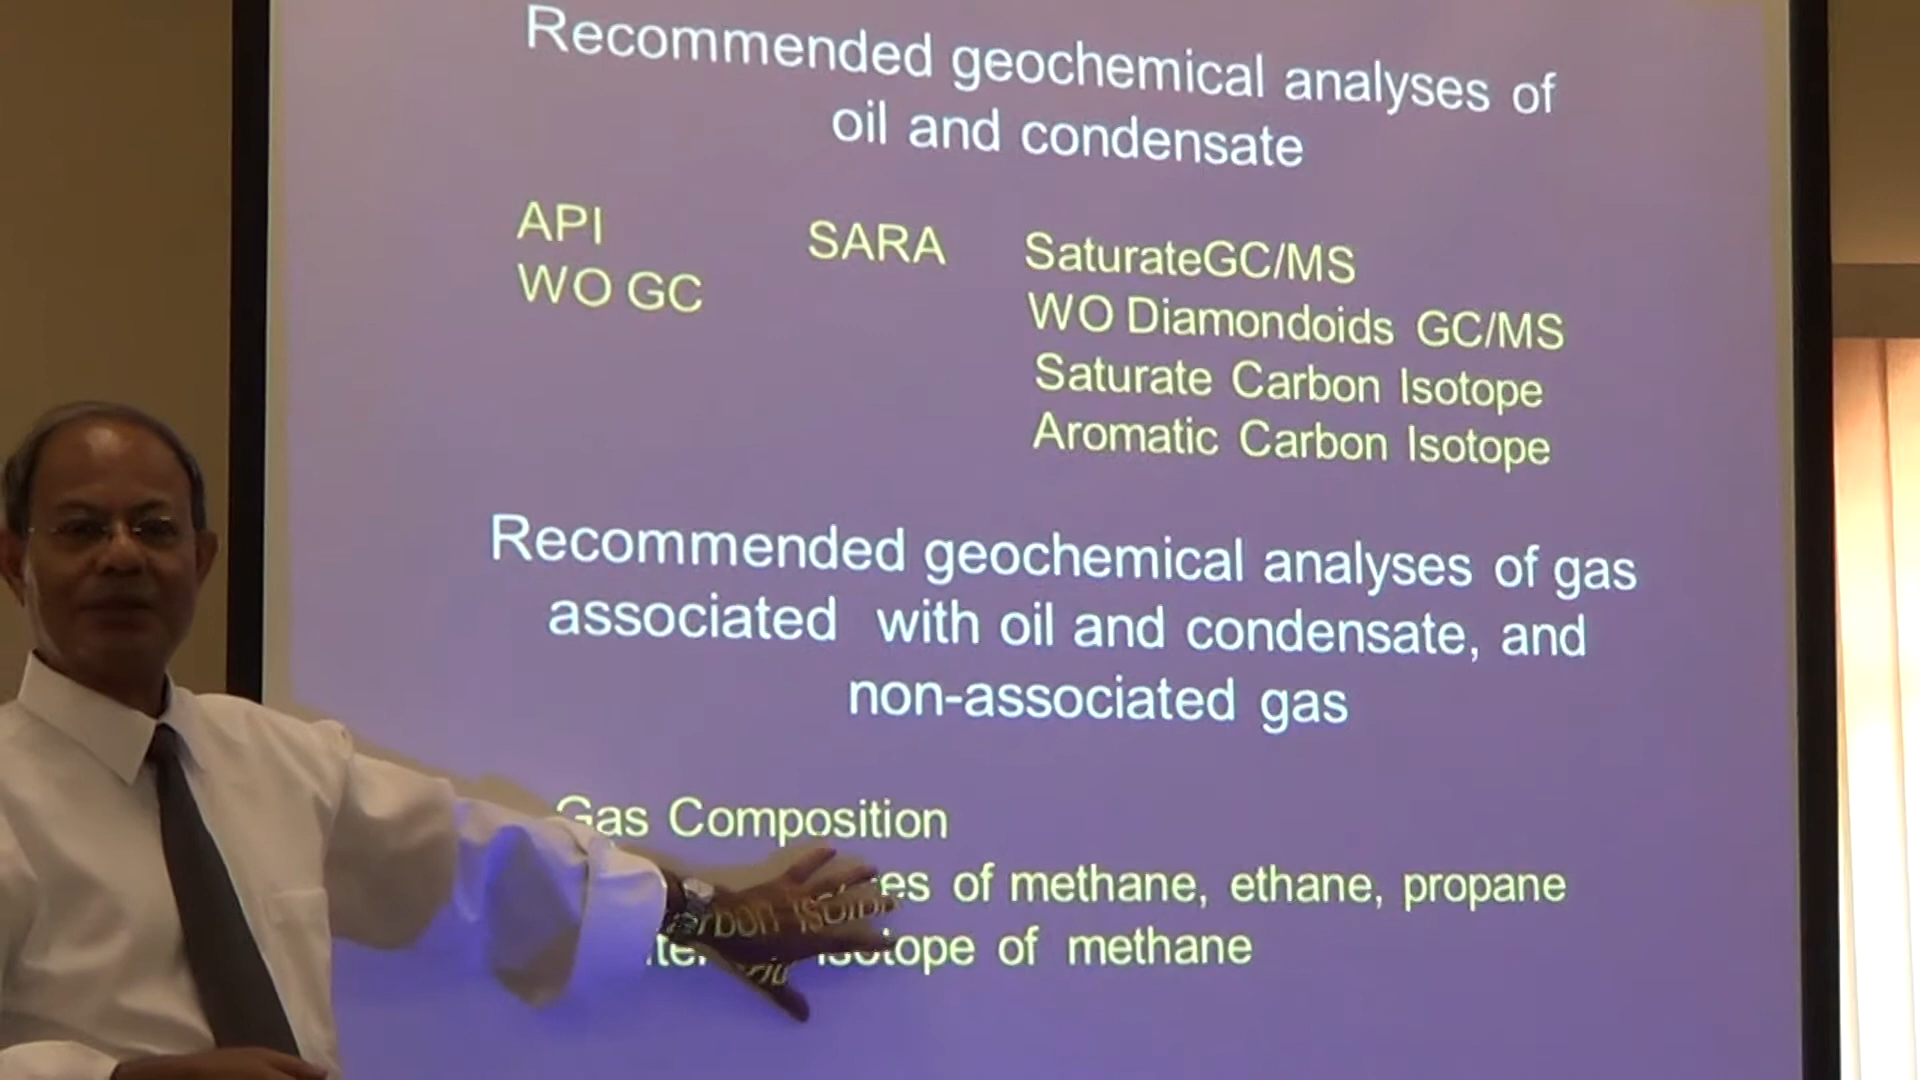 Recommended geochemical analyses of
oil and condensate
API
WO GC
SARA
SaturateGC/MS
WO Diamondoids GC/MS
Saturate Carbon Isotope
Aromatic Carbon Isotope
Recommended geochemical analyses of gas
associated with oil and condensate, and
non-associated gas
Gas Composition
of methane, ethane, propane
of methane